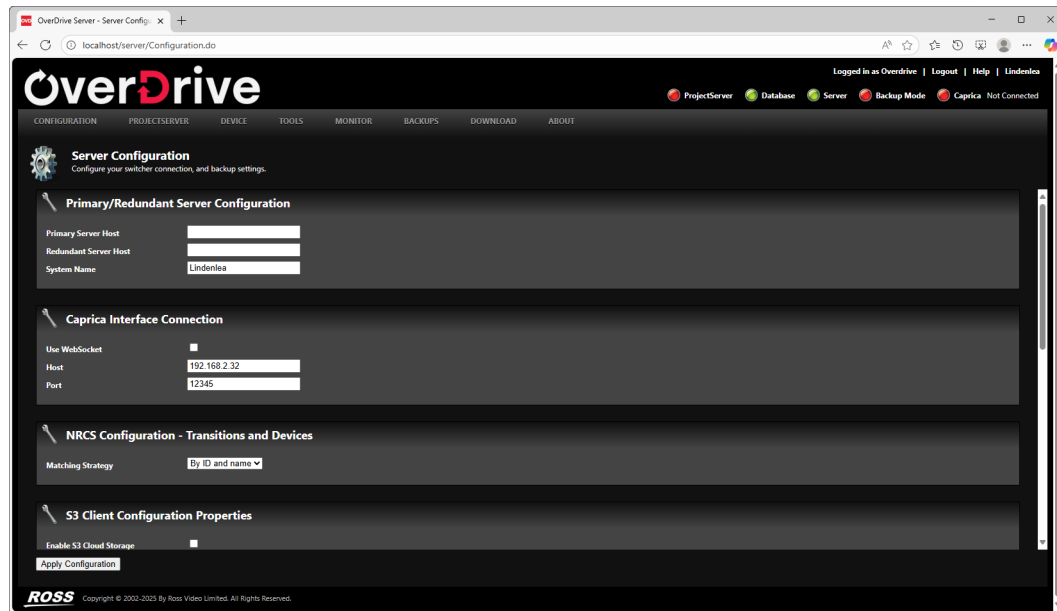 OVD OverDrive Server - Server Configu
localhost/server/Configuration.do
OverDrive
Logged in as Overdrive | Logout | Help | Lindenlea
ProjectServer Database Server Backup Mode Caprica Not Connected
CONFIGURATION PROJECTSERVER DEVICE TOOLS MONITOR BACKUPS DOWNLOAD ABOUT
Server Configuration
Configure your switcher connection, and backup settings.
Primary/Redundant Server Configuration
Primary Server Host
Redundant Server Host
System Name Lindenlea
Caprica Interface Connection
Use WebSocket
Host 192.168.2.32
Port 12345
NRCS Configuration - Transitions and Devices
Matching Strategy By ID and name
S3 Client Configuration Properties
Enable S3 Cloud Storage
Apply Configuration
ROSS Copyright © 2002-2025 By Ross Video Limited. All Rights Reserved.